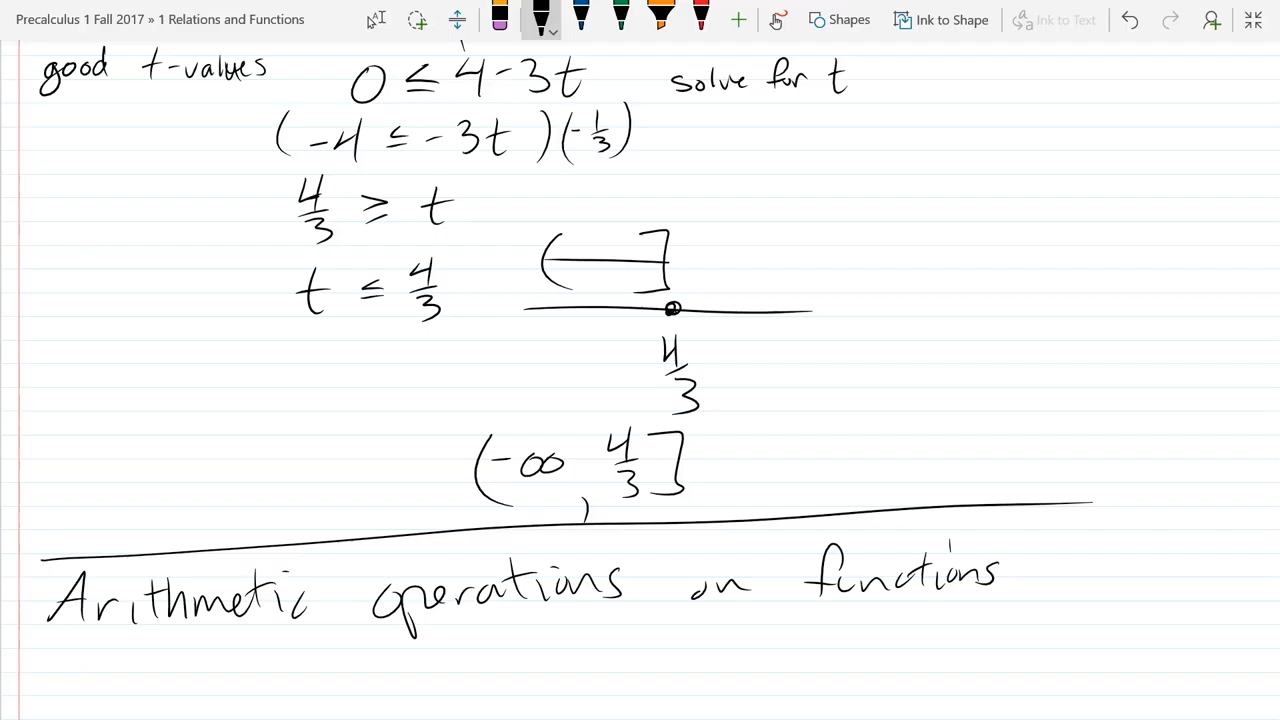 Precalculus 1 Fall 2017 » 1 Relations and Functions Shapes Ink to Shape Ink to Text
good t-values 0 ≤ 4 - 3t solve for t
( -4 ≤ -3t )(-1/3)
4/3 ≥ t
t ≤ 4/3
4/3
(-∞, 4/3]
Arithmetic operations on functions